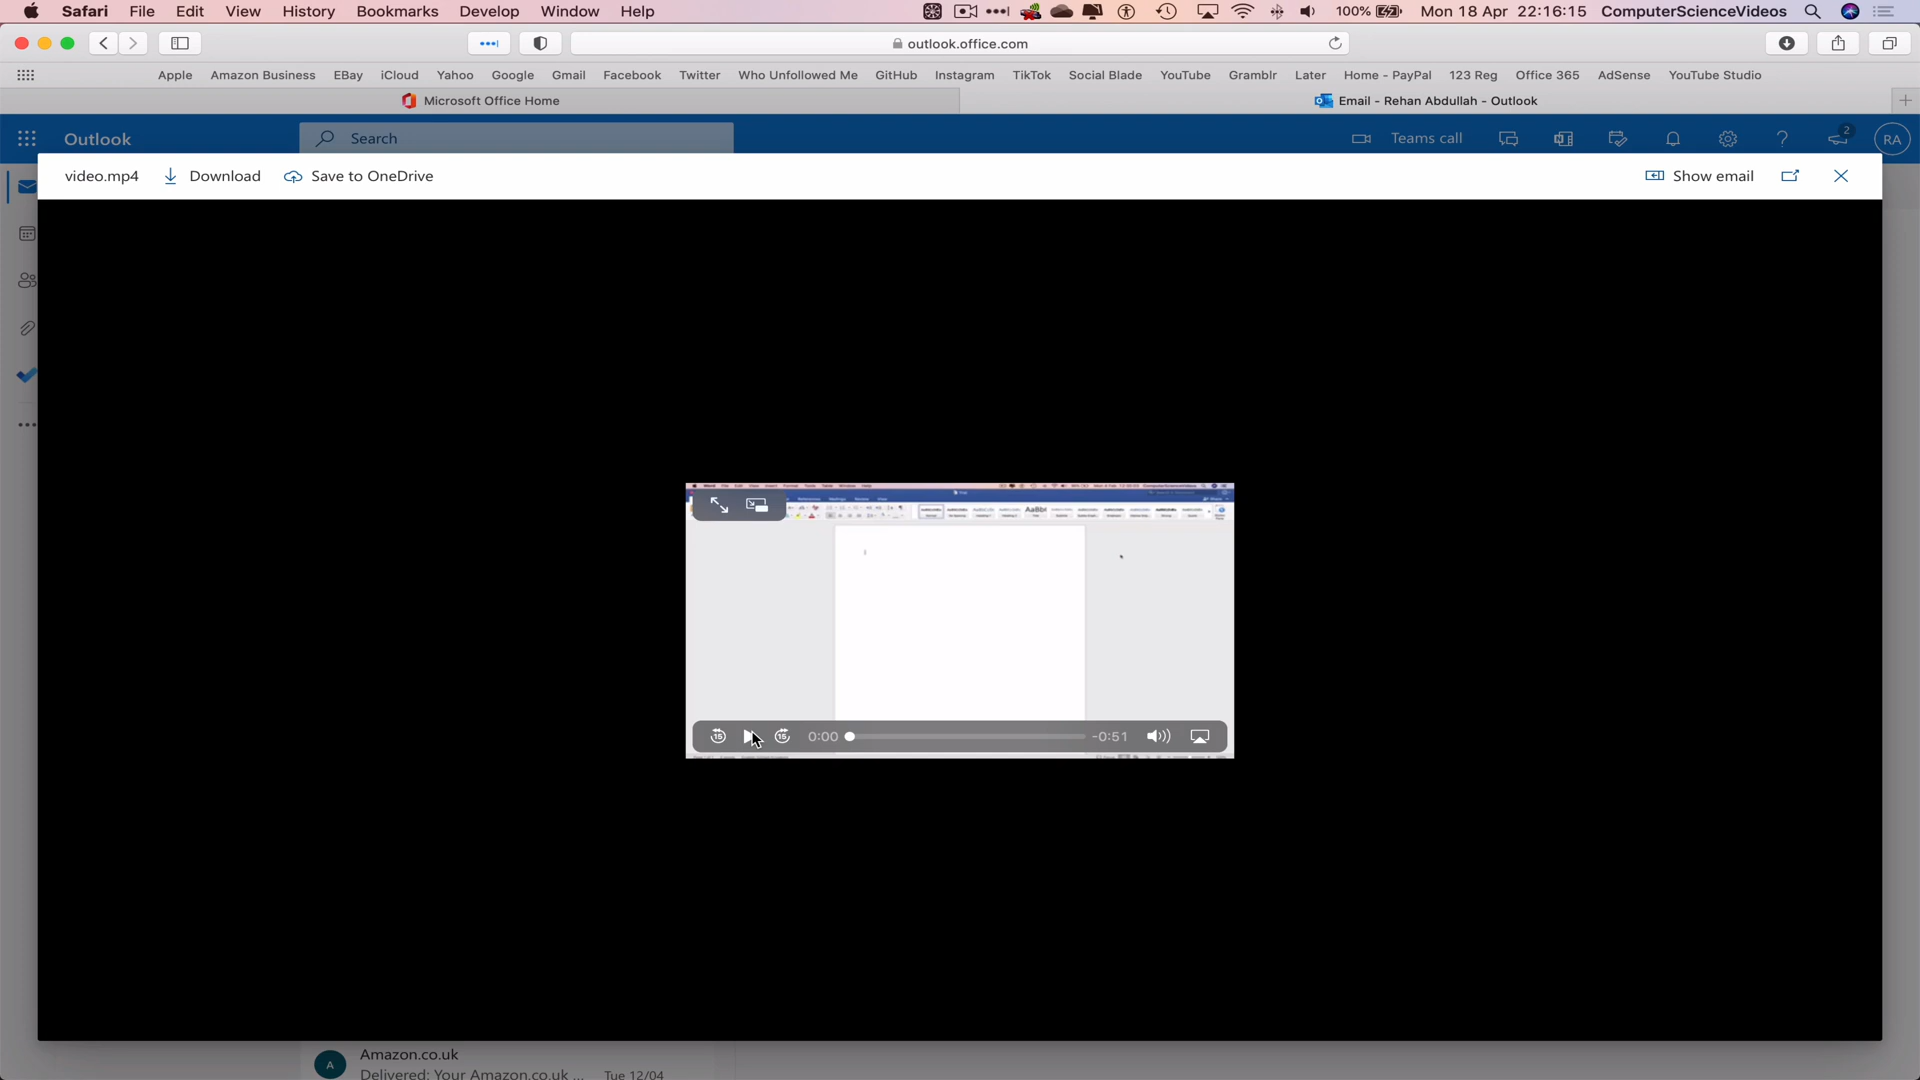 Safari File Edit View History Bookmarks Develop Window Help 100% Mon 18 Apr 22:16:15 ComputerScienceVideos
outlook.office.com
Apple Amazon Business EBay iCloud Yahoo Google Gmail Facebook Twitter Who Unfollowed Me GitHub Instagram TikTok Social Blade YouTube Gramblr Later Home - PayPal 123 Reg Office 365 AdSense YouTube Studio
Microsoft Office Home Email - Rehan Abdullah - Outlook
Outlook Search Teams call 2 RA
video.mp4 Download Save to OneDrive Show email
15 15 0:00 -0:51
Amazon.co.uk
A
Delivered: Your Amazon.co.uk ... Tue 12/04